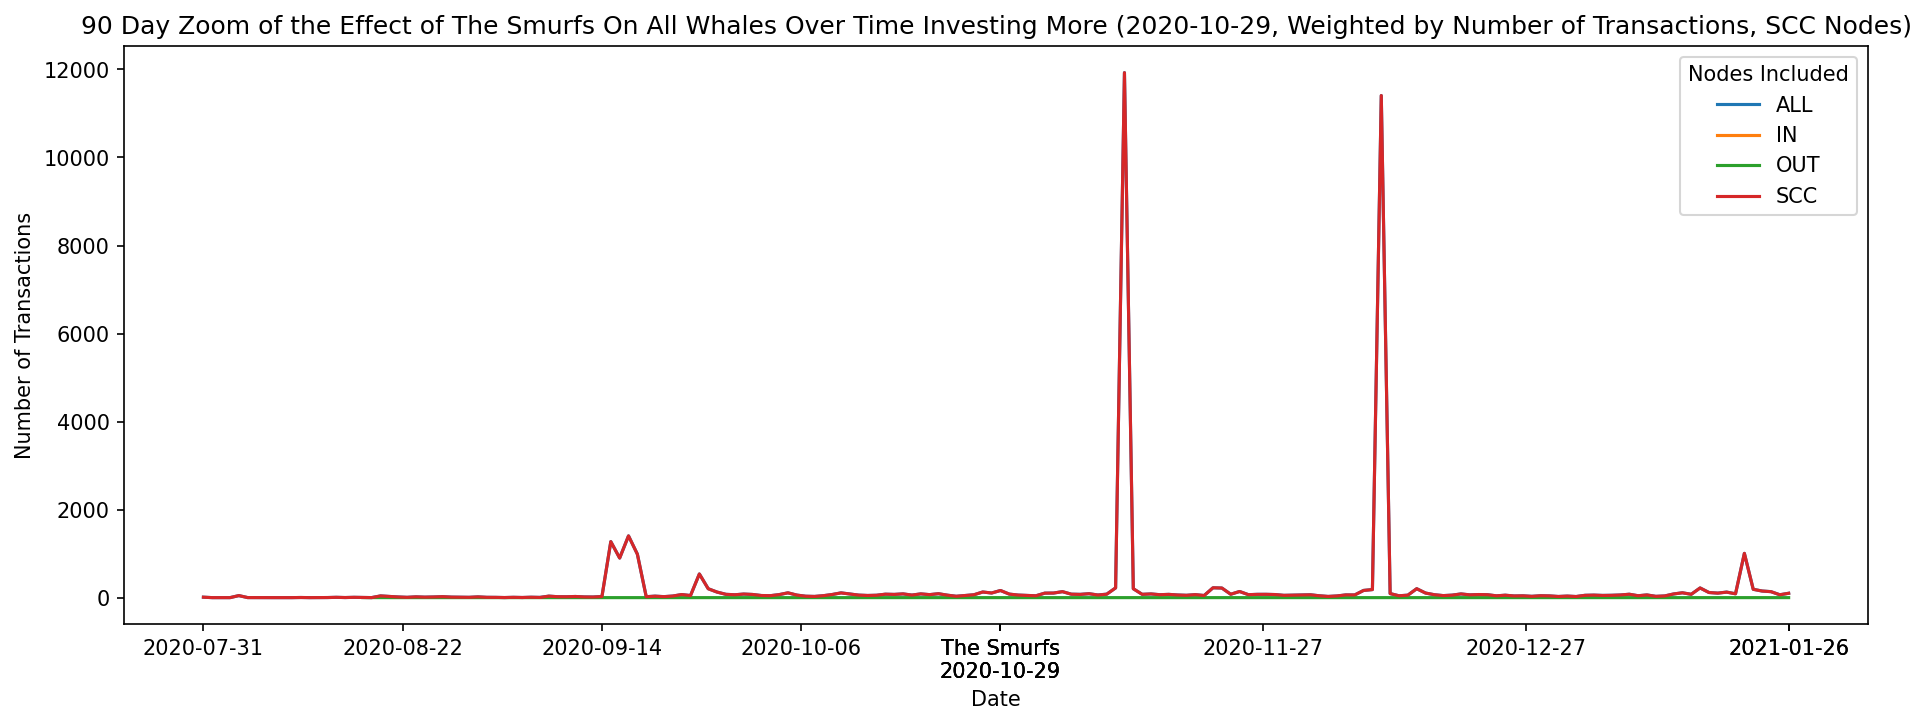 90 Day Zoom of the Effect of The Smurfs On All Whales Over Time Investing More (2020-10-29, Weighted by Number of Transactions, SCC Nodes)
12000
10000
8000
6000
4000
2000
0
Number of Transactions
Nodes Included
ALL
IN
OUT
SCC
2020-07-31
2020-08-22
2020-09-14
2020-10-06
The Smurfs
2020-10-29
2020-11-27
2020-12-27
2021-01-26
Date